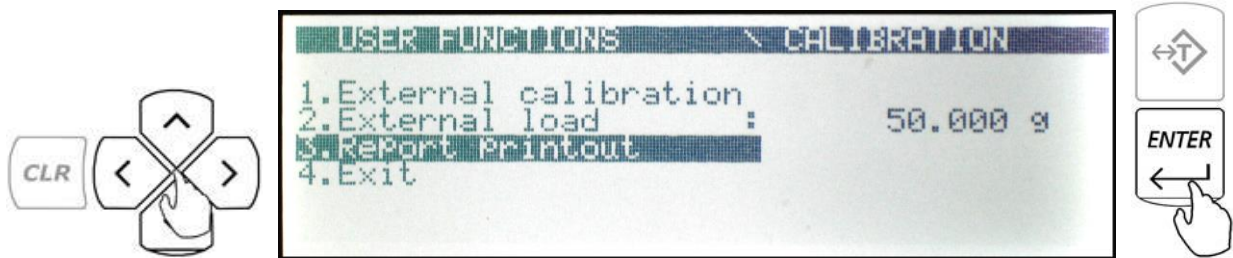 USER FUNCTIONS \ CALIBRATION
1.External calibration
2.External load : 50.000 g
3.Report Printout
4.Exit
CLR
T
ENTER